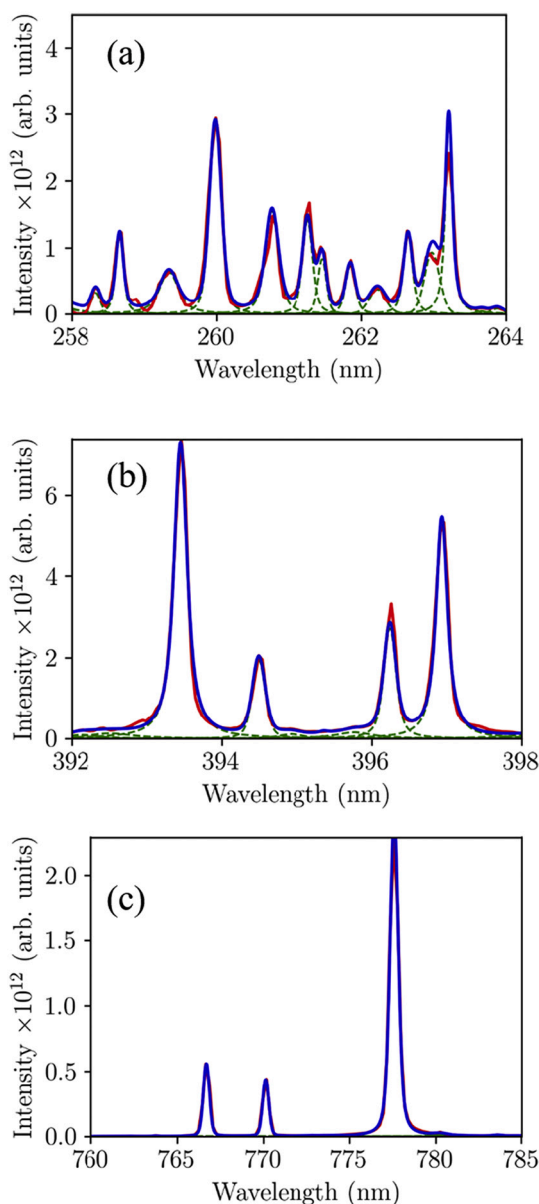 (a)
Intensity ×10¹² (arb. units)
4
3
2
1
0
258 260 262 264
Wavelength (nm)
(b)
Intensity ×10¹² (arb. units)
6
4
2
0
392 394 396 398
Wavelength (nm)
(c)
Intensity ×10¹² (arb. units)
2.0
1.5
1.0
0.5
0.0
760 765 770 775 780 785
Wavelength (nm)